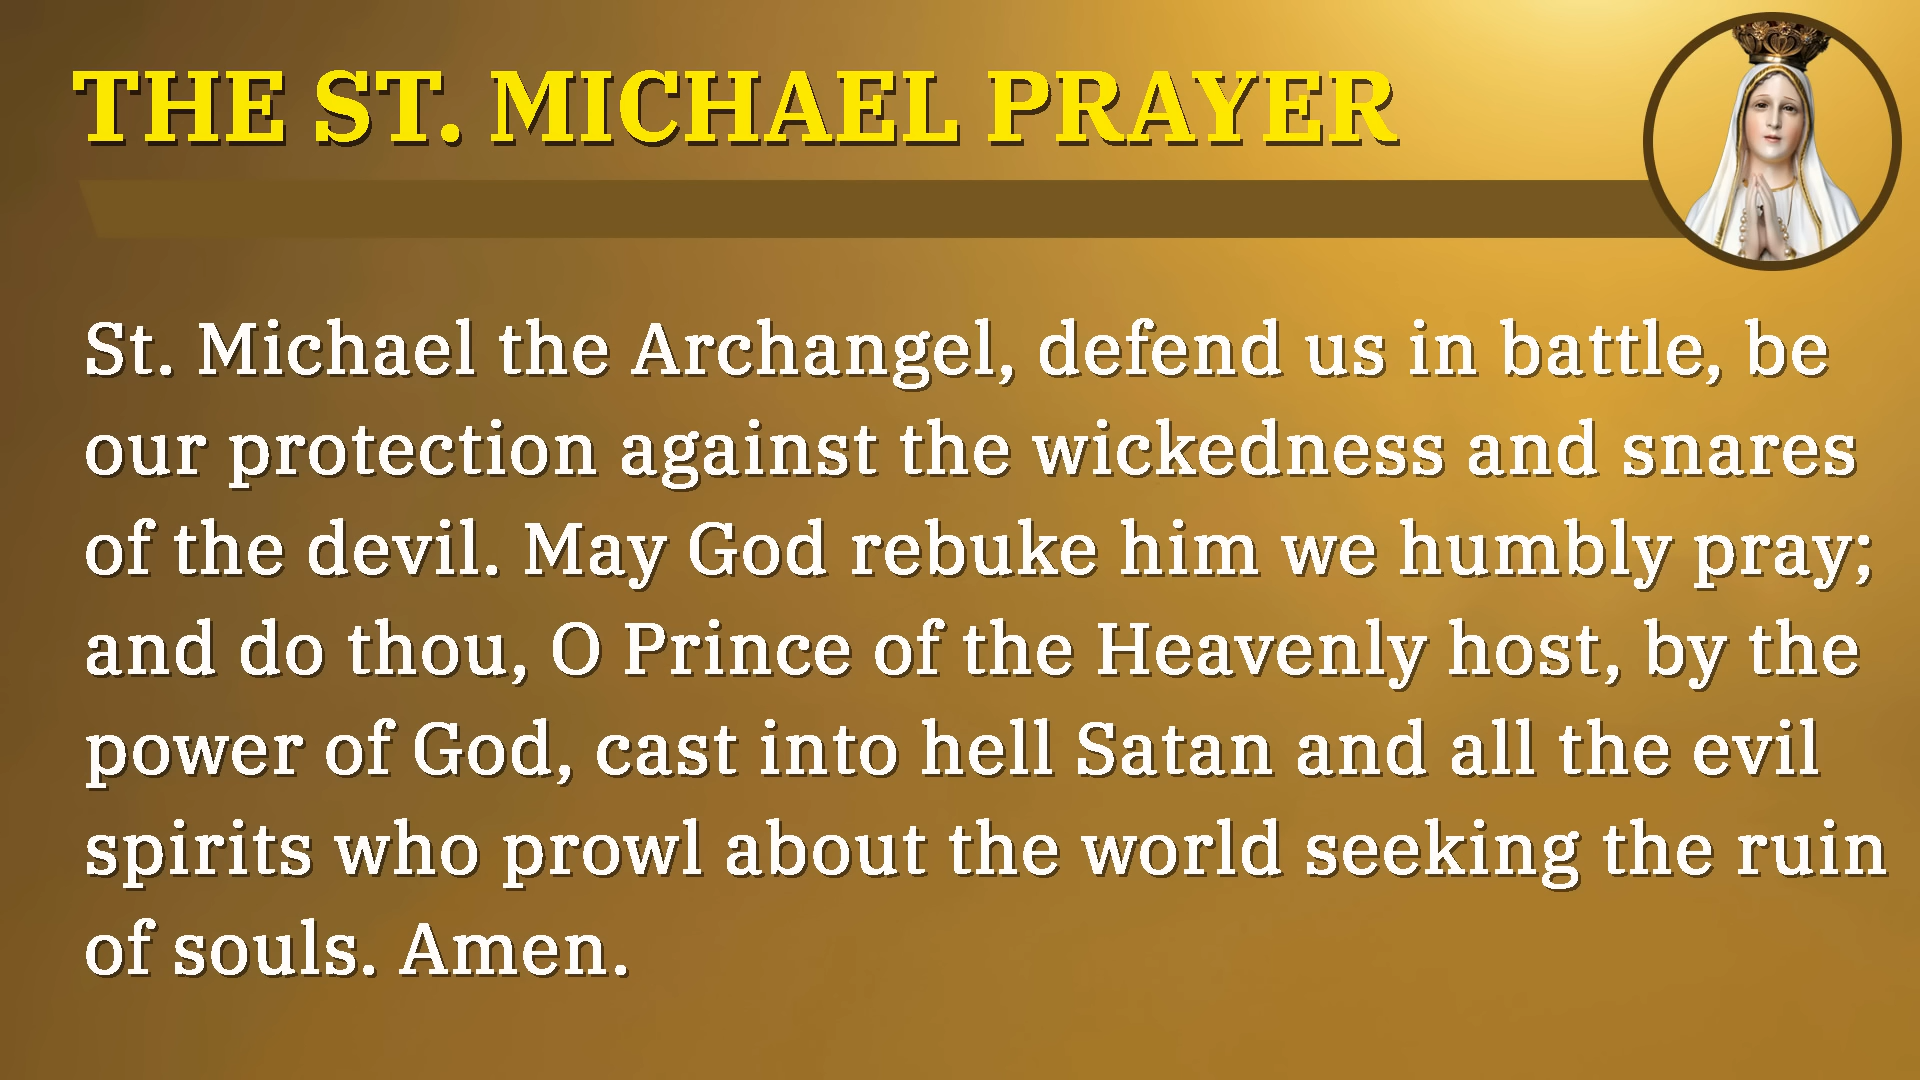 THE ST. MICHAEL PRAYER
St. Michael the Archangel, defend us in battle, be
our protection against the wickedness and snares
of the devil. May God rebuke him we humbly pray;
and do thou, O Prince of the Heavenly host, by the
power of God, cast into hell Satan and all the evil
spirits who prowl about the world seeking the ruin
of souls. Amen.